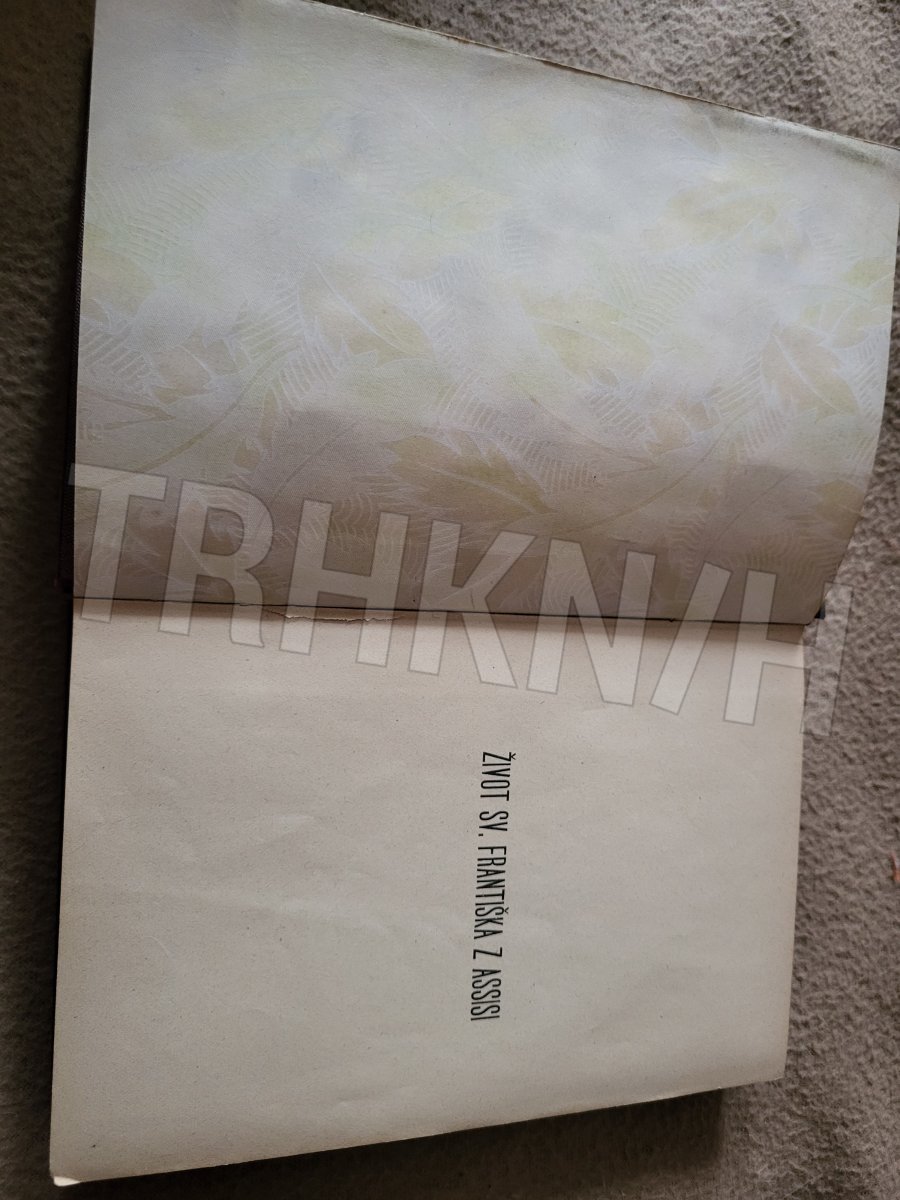 TRHKNIH
ŽIVOT SV. FRANTIŠKA Z ASSISI